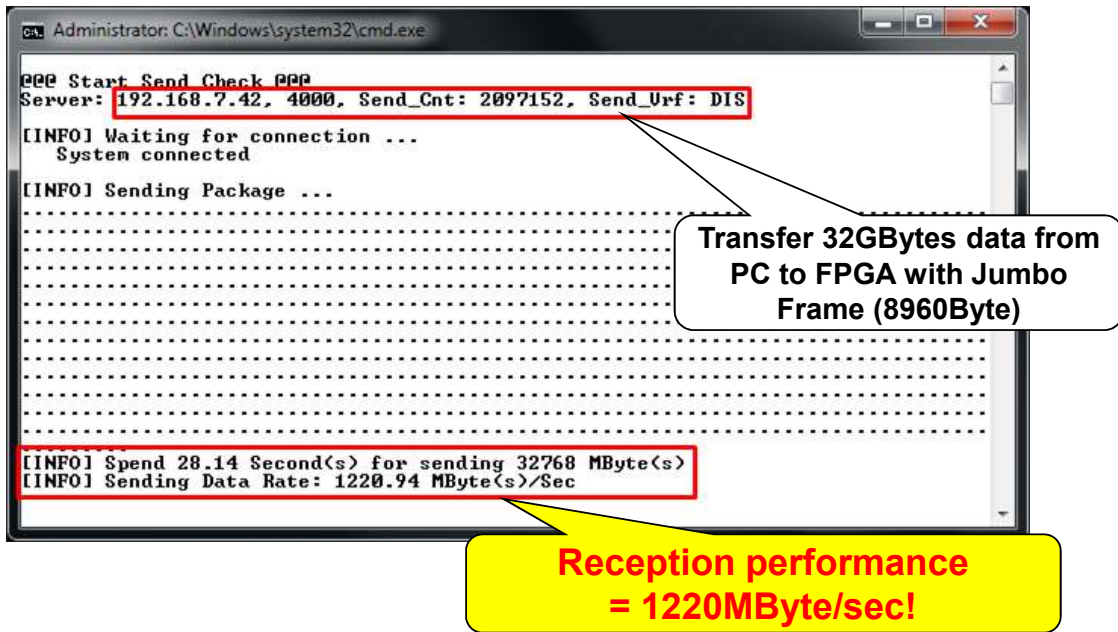 Administrator: C:\Windows\system32\cmd.exe
@@@ Start Send Check @@@
Server: 192.168.7.42, 4000, Send_Cnt: 2097152, Send_Vrf: DIS
[INFO] Waiting for connection ...
System connected
[INFO] Sending Package ...
Transfer 32GBytes data from
PC to FPGA with Jumbo
Frame (8960Byte)
[INFO] Spend 28.14 Second(s) for sending 32768 MByte(s)
[INFO] Sending Data Rate: 1220.94 MByte(s)/Sec
Reception performance
= 1220MByte/sec!